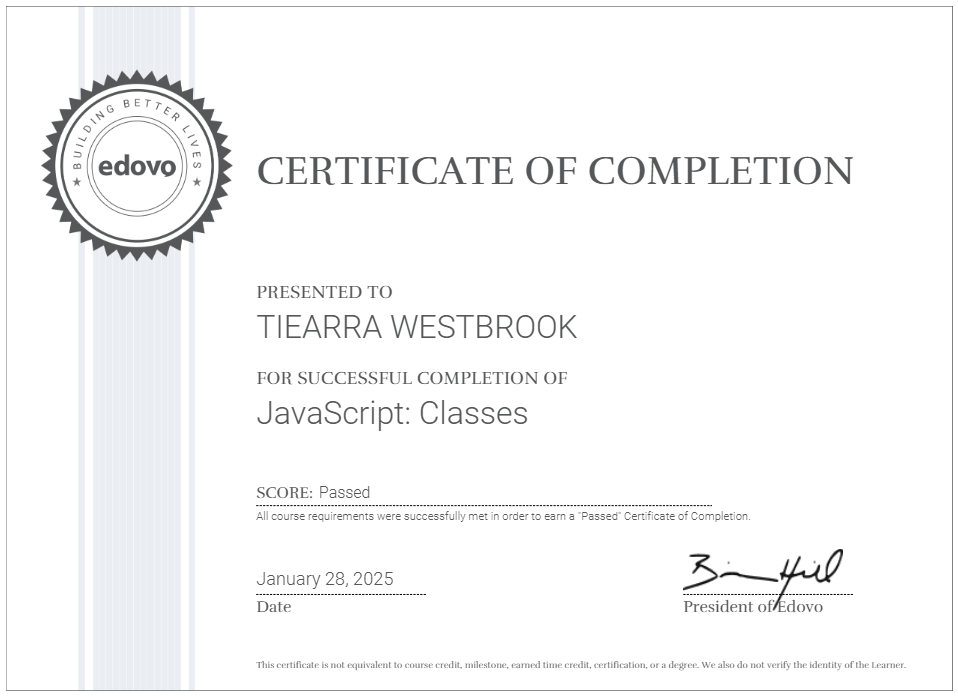 BUILDING BETTER LIVES
edovo
CERTIFICATE OF COMPLETION
PRESENTED TO
TIEARRA WESTBROOK
FOR SUCCESSFUL COMPLETION OF
JavaScript: Classes
SCORE: Passed
All course requirements were successfully met in order to earn a "Passed" Certificate of Completion.
January 28, 2025
Date
President of Edovo
This certificate is not equivalent to course credit, milestone, earned time credit, certification, or a degree. We also do not verify the identity of the Learner.